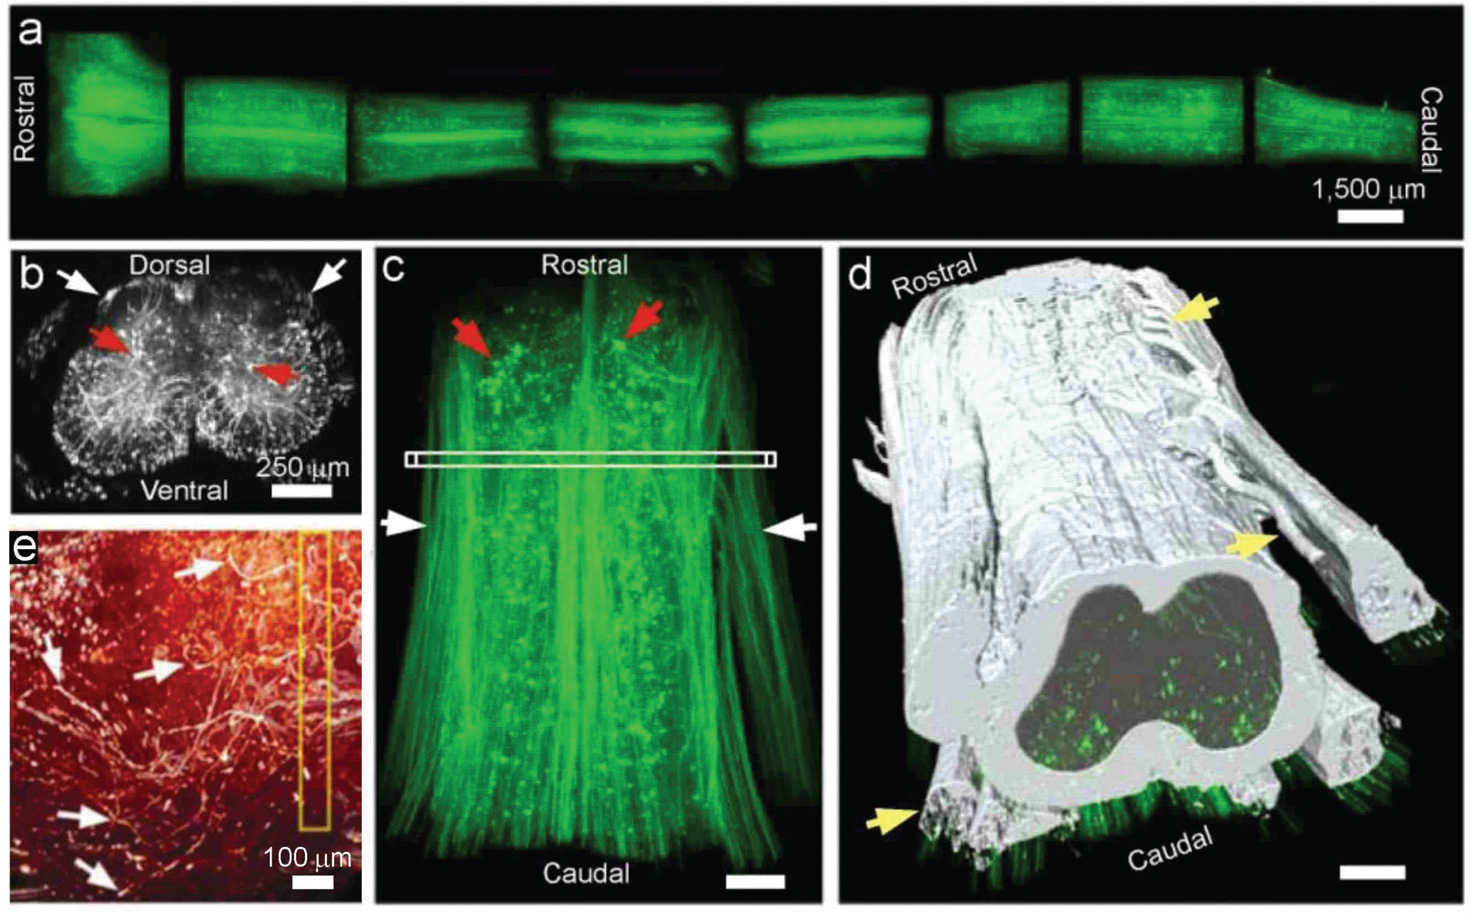 a
Rostral
Caudal
1,500 μm
b
Dorsal
250 μm
Ventral
c
Rostral
Caudal
d
Rostral
Caudal
e
100 μm